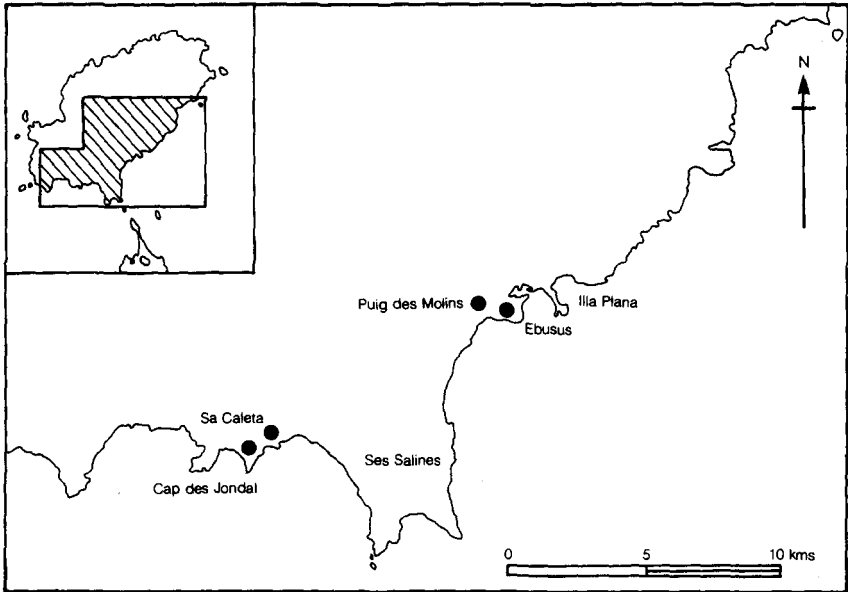 N
Puig des Molins
Illa Plana
Ebusus
Sa Caleta
Ses Salines
Cap des Jondal
0 5 10 kms